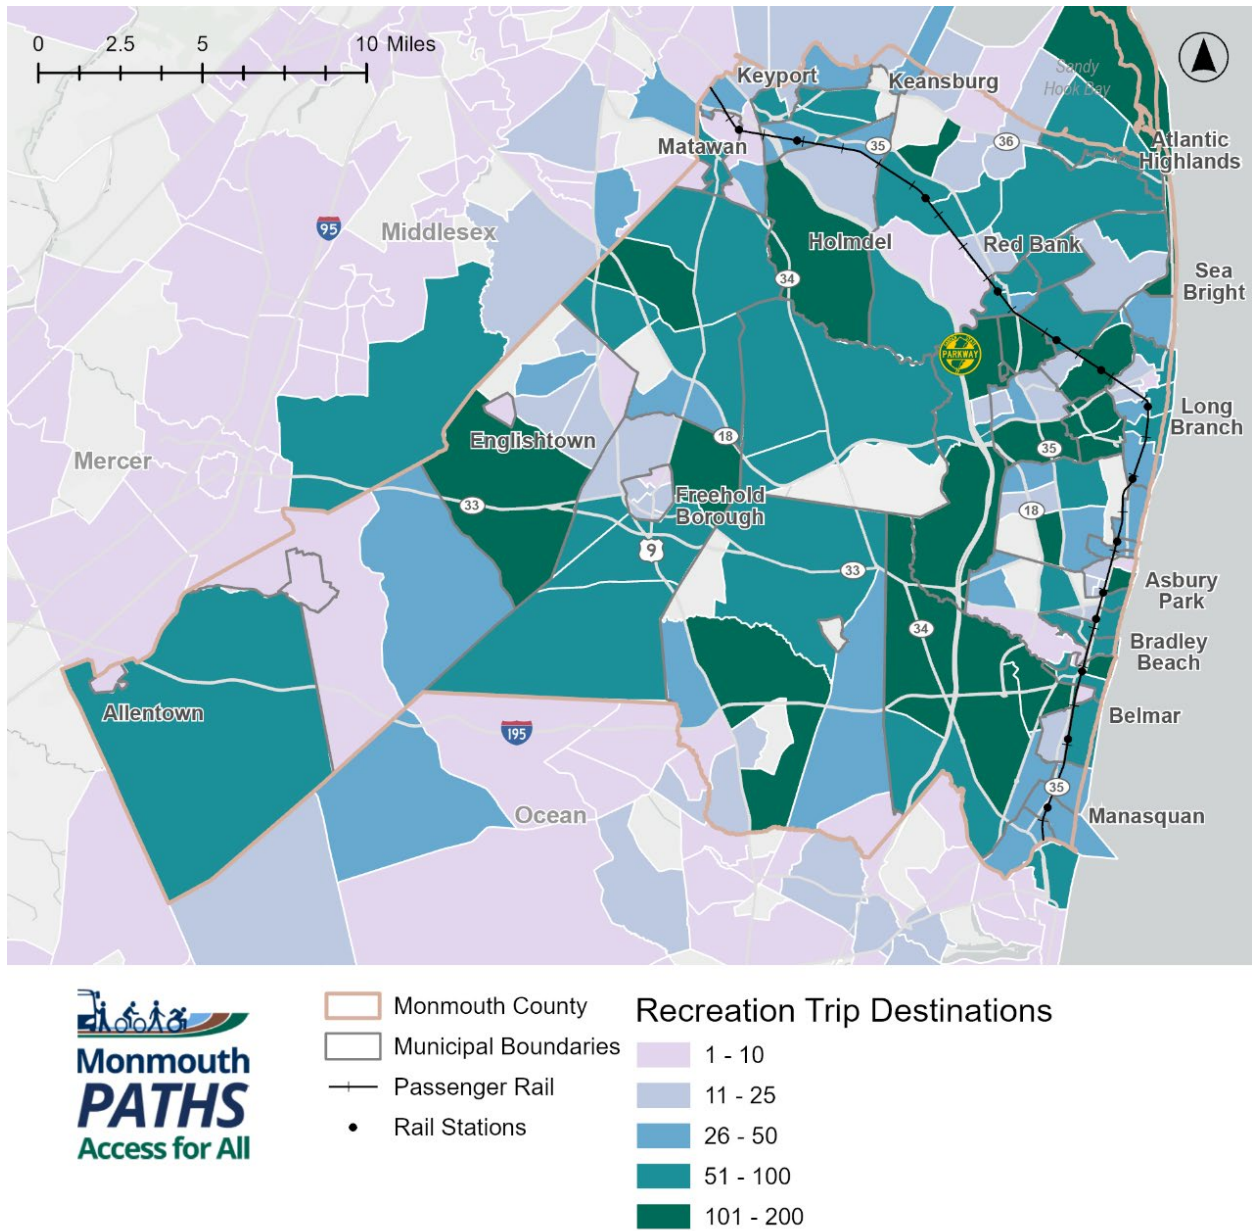 0 2.5 5 10 Miles
Keyport
Keansburg
Sandy
Hook Bay
35
36
Matawan
Atlantic
Highlands
95
Middlesex
Holmdel
Red Bank
34
Sea
Bright
PARKWAY
Long
Branch
Englishtown
18
35
Mercer
33
Freehold
Borough
18
9
33
Asbury
Park
34
Bradley
Beach
Allentown
195
Belmar
35
Ocean
Manasquan
Monmouth
PATHS
Access for All
Monmouth County
Municipal Boundaries
Passenger Rail
Rail Stations
Recreation Trip Destinations
1 - 10
11 - 25
26 - 50
51 - 100
101 - 200